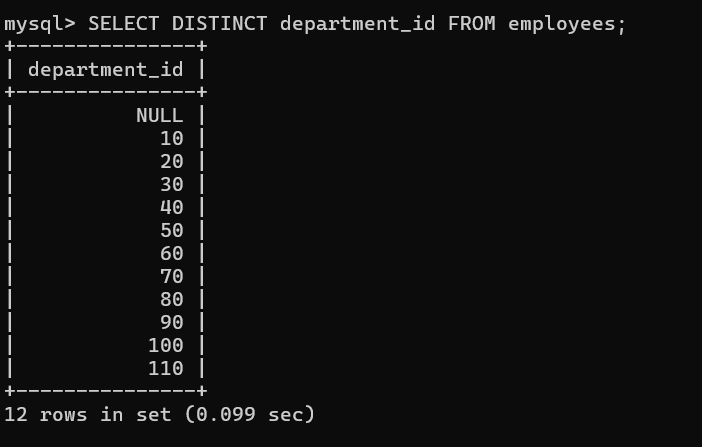 mysql> SELECT DISTINCT department_id FROM employees;
+---------------+
| department_id |
+---------------+
|          NULL |
|            10 |
|            20 |
|            30 |
|            40 |
|            50 |
|            60 |
|            70 |
|            80 |
|            90 |
|           100 |
|           110 |
+---------------+
12 rows in set (0.099 sec)